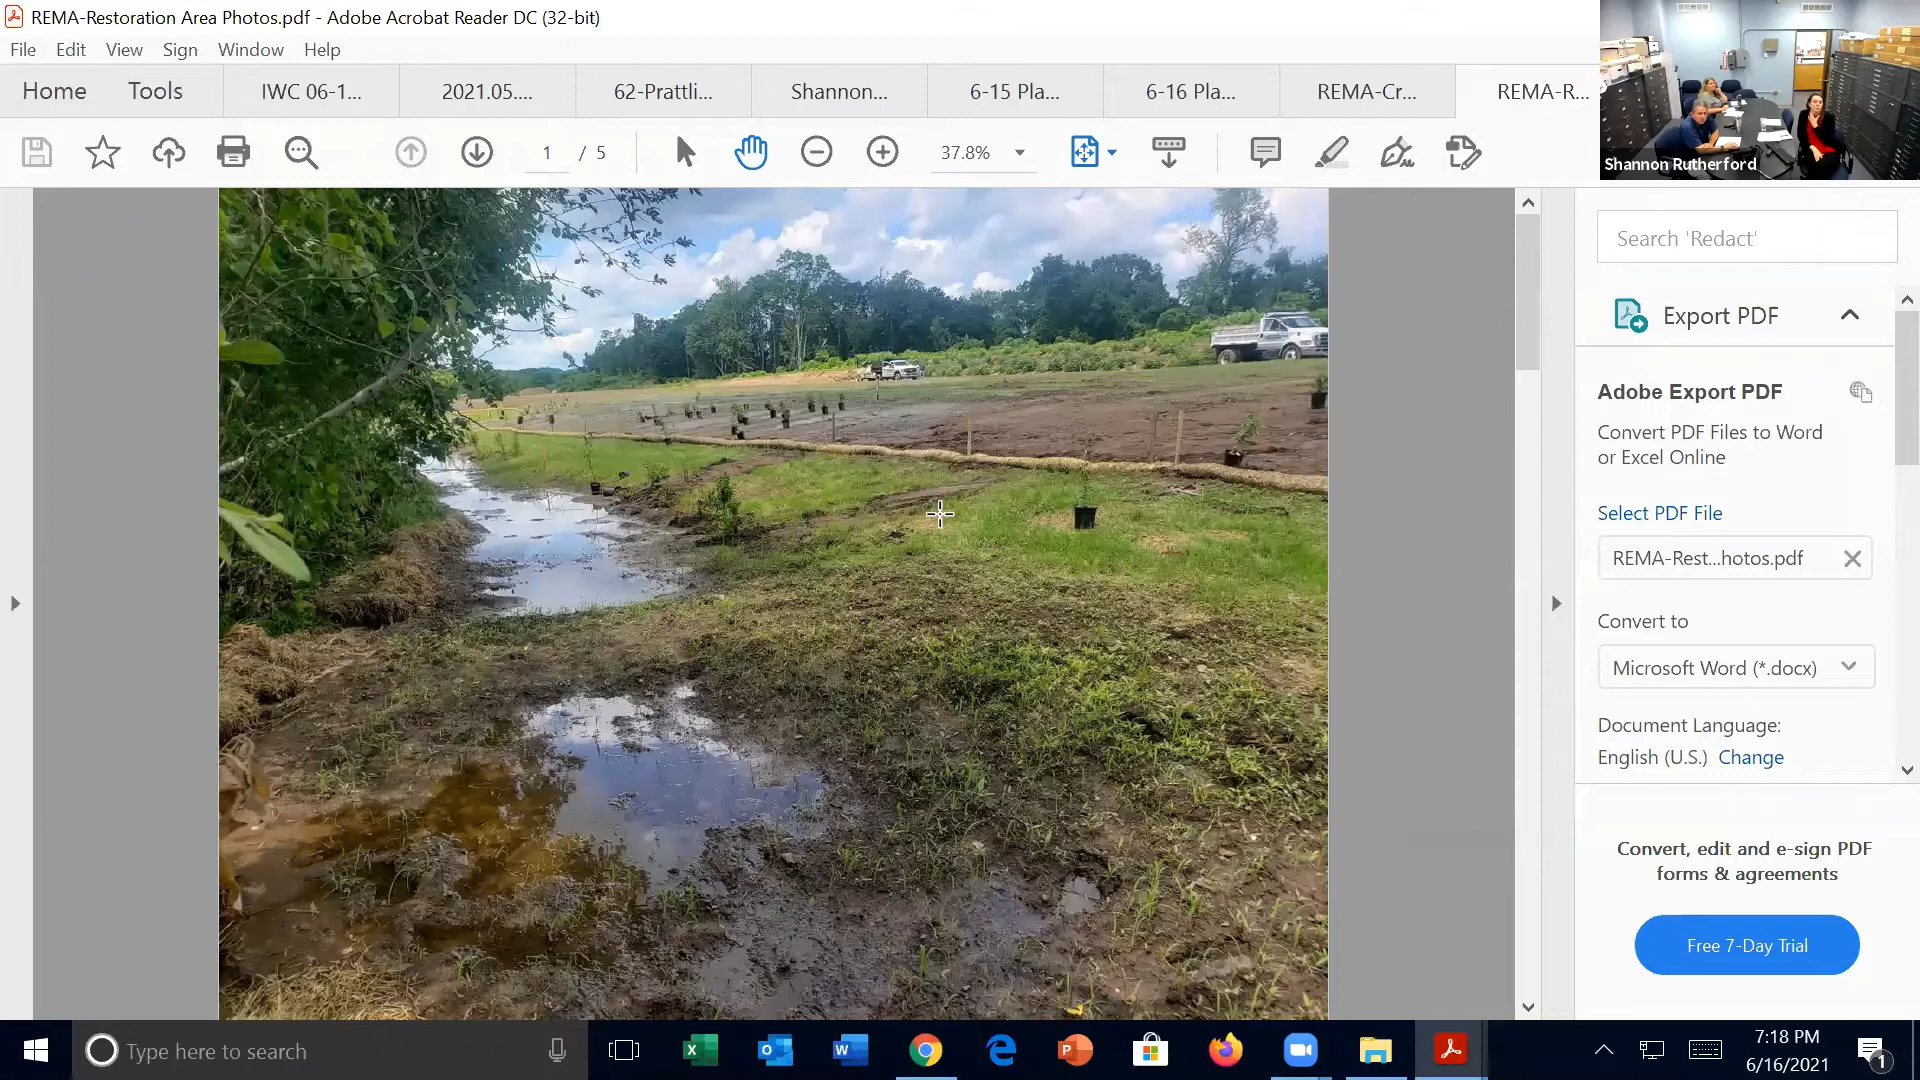 REMA-Restoration Area Photos.pdf - Adobe Acrobat Reader DC (32-bit)
File Edit View Sign Window Help
Home Tools IWC 06-1... 2021.05.... 62-Prattli... Shannon... 6-15 Pla... 6-16 Pla... REMA-Cr... REMA-R...
1 / 5 37.8%
Shannon Rutherford
Search 'Redact'
Export PDF
Adobe Export PDF
Convert PDF Files to Word
or Excel Online
Select PDF File
REMA-Rest...hotos.pdf
Convert to
Microsoft Word (*.docx)
Document Language:
English (U.S.) Change
Convert, edit and e-sign PDF
forms & agreements
Free 7-Day Trial
Type here to search
7:18 PM
6/16/2021
1